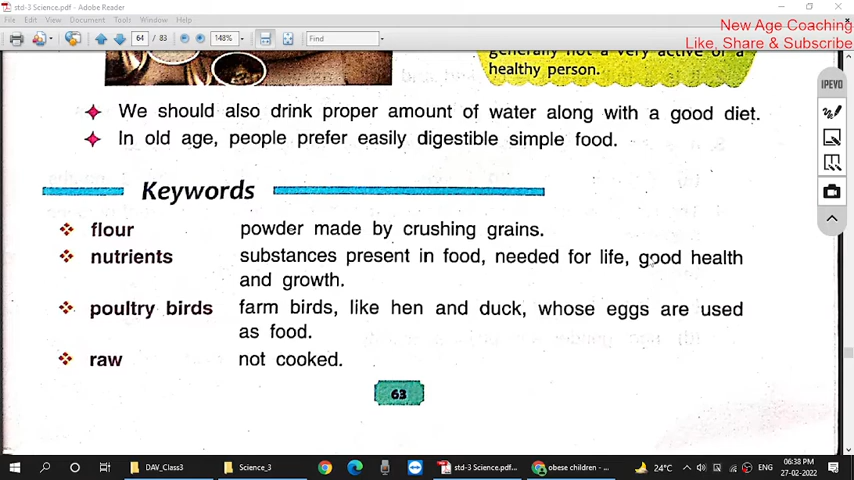 std-3 Science.pdf - Adobe Reader
File Edit View Document Tools Window Help
64 / 83 148% Find
New Age Coaching
Like, Share & Subscribe
generally not a very active or a
healthy person.
IPEVO
We should also drink proper amount of water along with a good diet.
In old age, people prefer easily digestible simple food.
Keywords
flour powder made by crushing grains.
nutrients substances present in food, needed for life, good health
and growth.
poultry birds farm birds, like hen and duck, whose eggs are used
as food.
raw not cooked.
63
DAV_Class3 Science_3 std-3 Science.pdf... obese children - ... 24°C ENG 06:38 PM
27-02-2022